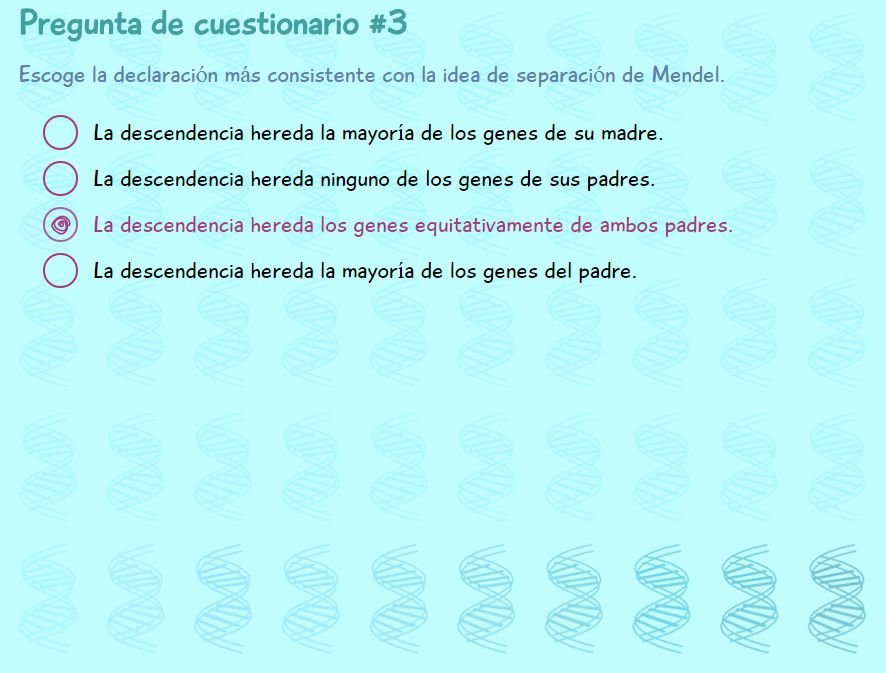 Pregunta de cuestionario #3
Escoge la declaración más consistente con la idea de separación de Mendel.
La descendencia hereda la mayoría de los genes de su madre.
La descendencia hereda ninguno de los genes de sus padres.
La descendencia hereda los genes equitativamente de ambos padres.
La descendencia hereda la mayoría de los genes del padre.